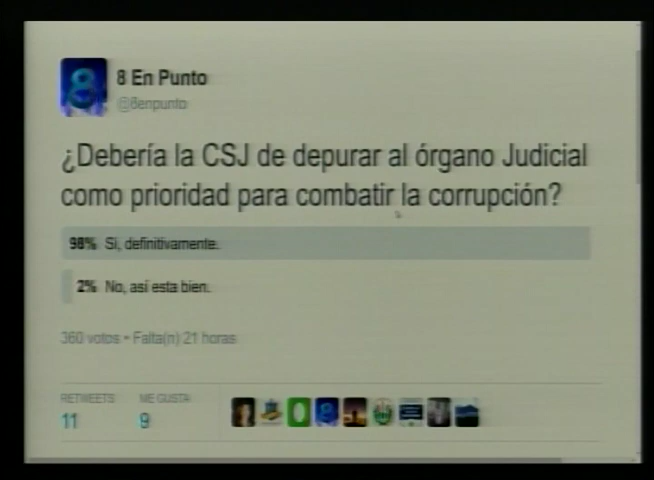 8 En Punto
@8enpunto
¿Debería la CSJ de depurar al órgano Judicial
como prioridad para combatir la corrupción?
98% Si, definitivamente.
2% No, así esta bien.
360 votos • Falta(n) 21 horas
RETWEETS ME GUSTA
11 9